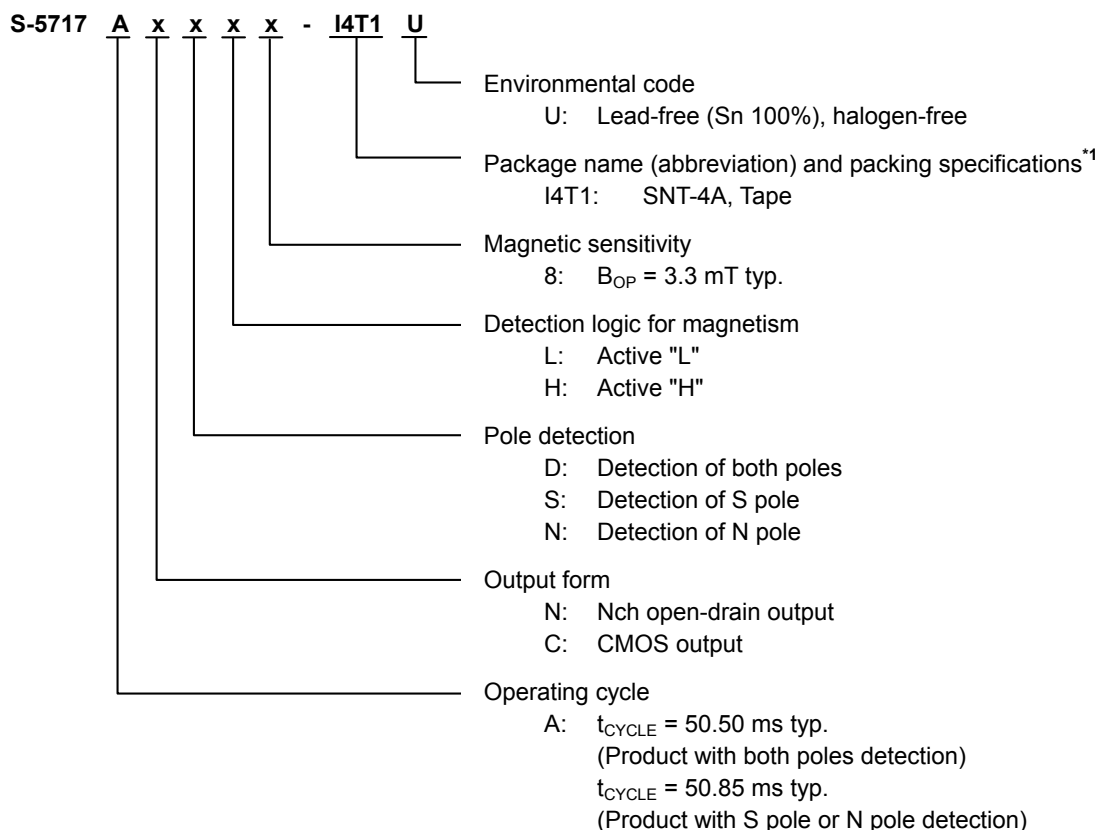 S-5717 A x x x x - I4T1 U
Environmental code
U: Lead-free (Sn 100%), halogen-free
Package name (abbreviation) and packing specifications*1
I4T1: SNT-4A, Tape
Magnetic sensitivity
8: BOP = 3.3 mT typ.
Detection logic for magnetism
L: Active "L"
H: Active "H"
Pole detection
D: Detection of both poles
S: Detection of S pole
N: Detection of N pole
Output form
N: Nch open-drain output
C: CMOS output
Operating cycle
A: tCYCLE = 50.50 ms typ.
(Product with both poles detection)
tCYCLE = 50.85 ms typ.
(Product with S pole or N pole detection)